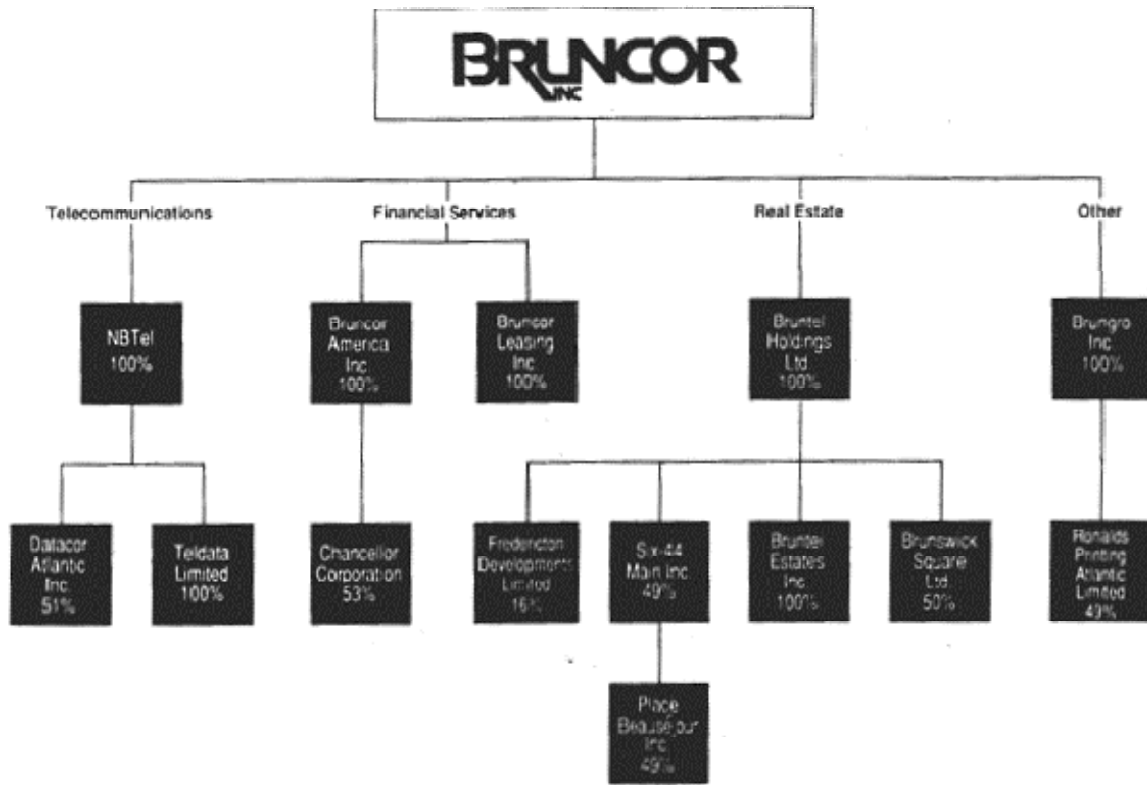 BRUNCOR
INC
Telecommunications
Financial Services
Real Estate
Other
NBTel
100%
Bruncor
America
Inc
100%
Bruncor
Leasing
Inc
100%
Bruntel
Holdings
Ltd
100%
Brungro
Inc
100%
Datacor
Atlantic
Inc.
51%
Teldata
Limited
100%
Chancellor
Corporation
53%
Fredericton
Developments
Limited
16%
Six-44
Main Inc.
49%
Bruntel
Estates
Inc
100%
Brunswick
Square
Ltd
50%
Ronalds
Printing
Atlantic
Limited
49%
Place
Beauséjour
Inc
49%